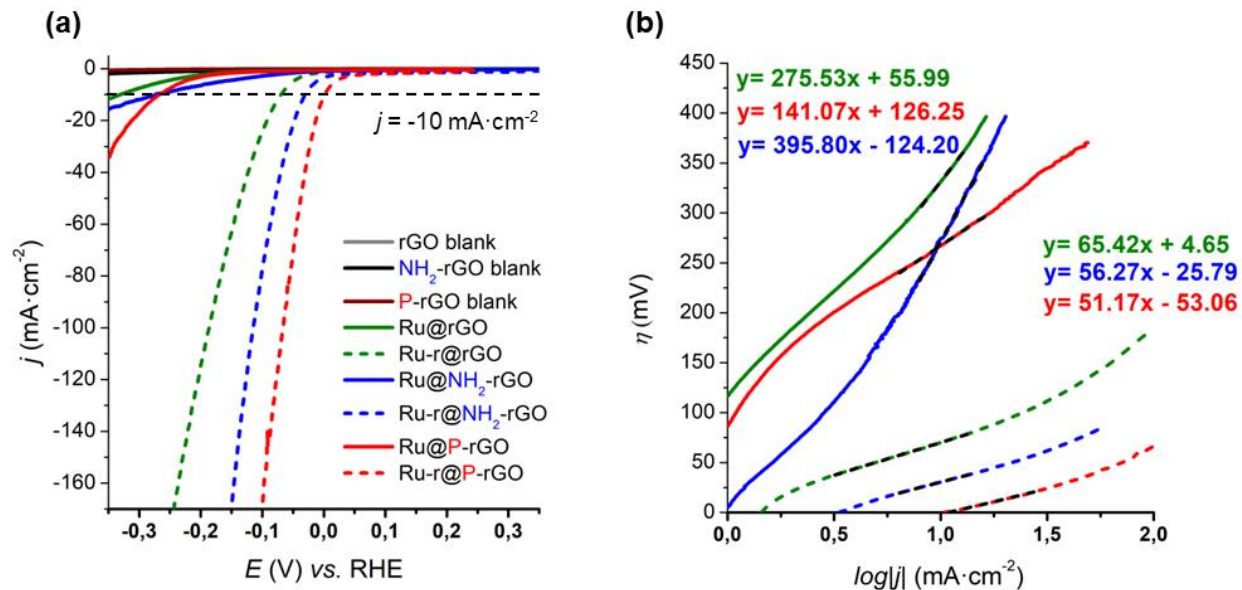 (a)
0
-20
-40
-60
-80
-100
-120
-140
-160
j (mA·cm-2)
j = -10 mA·cm-2
rGO blank
NH2-rGO blank
P-rGO blank
Ru@rGO
Ru-r@rGO
Ru@NH2-rGO
Ru-r@NH2-rGO
Ru@P-rGO
Ru-r@P-rGO
-0,3 -0,2 -0,1 0,0 0,1 0,2 0,3
E (V) vs. RHE
(b)
450
400
350
300
250
200
150
100
50
0
η (mV)
y= 275.53x + 55.99
y= 141.07x + 126.25
y= 395.80x - 124.20
y= 65.42x + 4.65
y= 56.27x - 25.79
y= 51.17x - 53.06
0,0 0,5 1,0 1,5 2,0
log|j| (mA·cm-2)